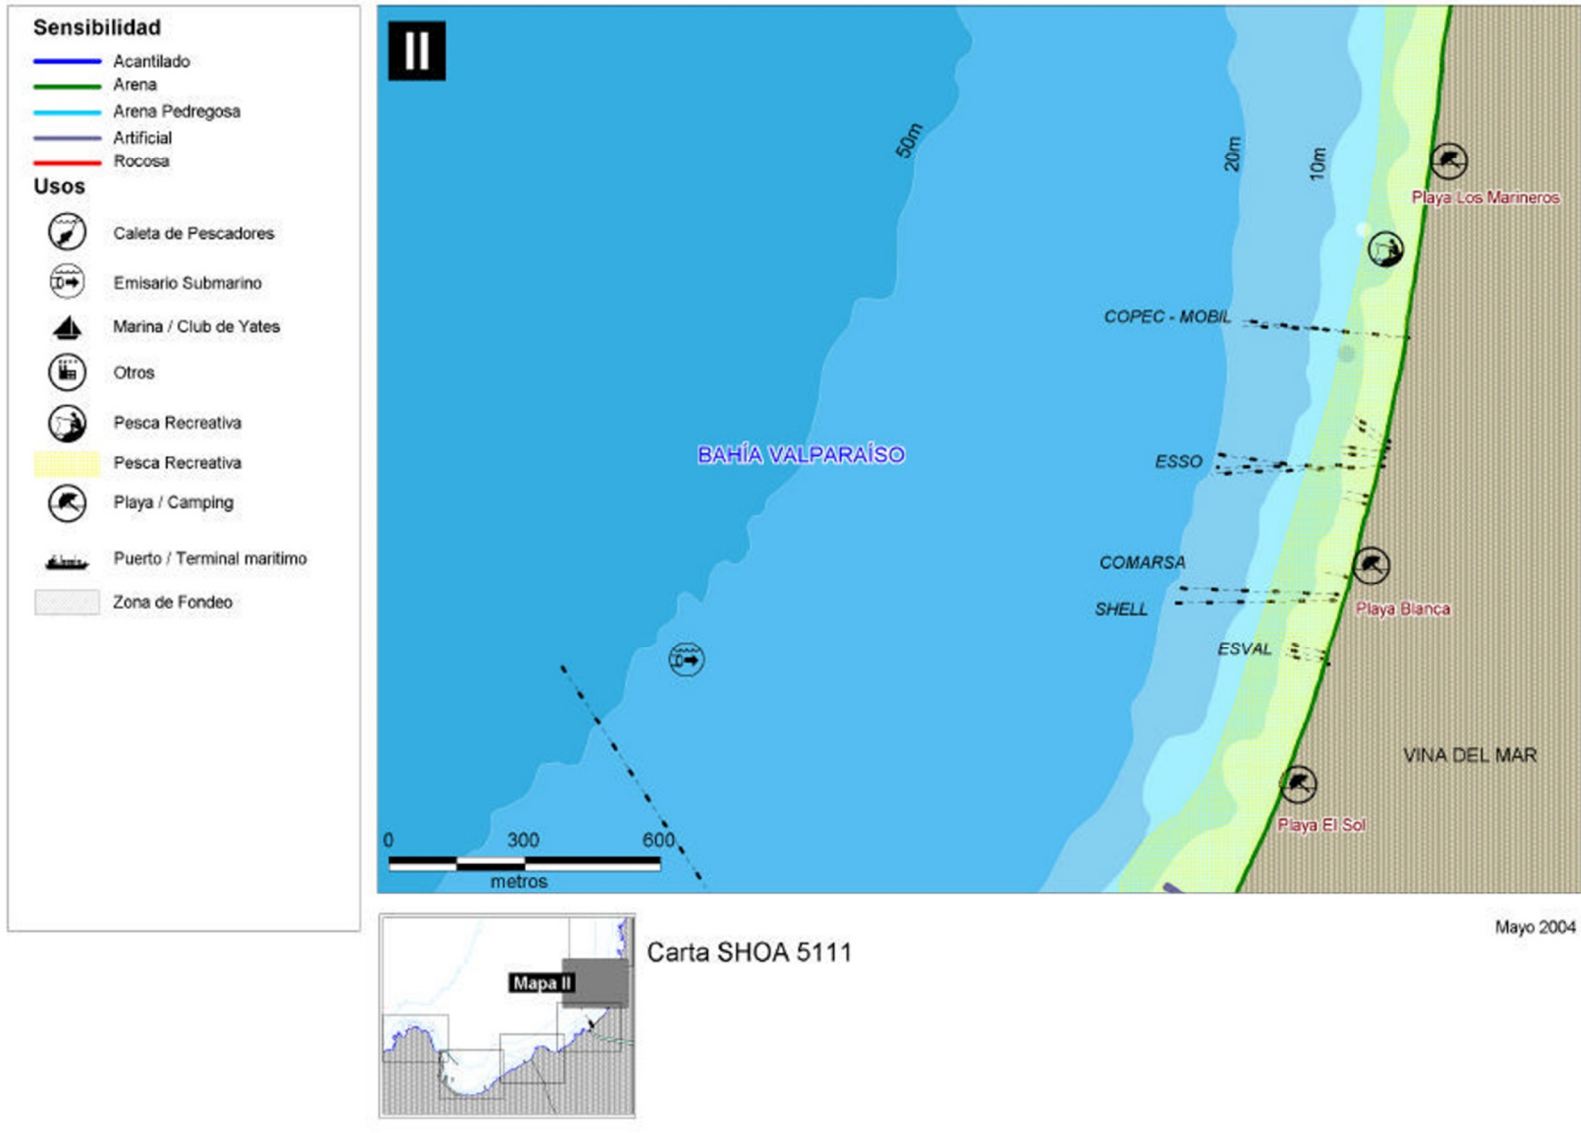 Sensibilidad
Acantilado
Arena
Arena Pedregosa
Artificial
Rocosa
Usos
Caleta de Pescadores
Emisario Submarino
Marina / Club de Yates
Otros
Pesca Recreativa
Pesca Recreativa
Playa / Camping
Puerto / Terminal maritimo
Zona de Fondeo
II
50m
20m
10m
Playa Los Marineros
COPEC - MOBIL
BAHÍA VALPARAÍSO
ESSO
COMARSA
SHELL
Playa Blanca
ESVAL
VINA DEL MAR
Playa El Sol
0 300 600
metros
Mapa II
Carta SHOA 5111
Mayo 2004